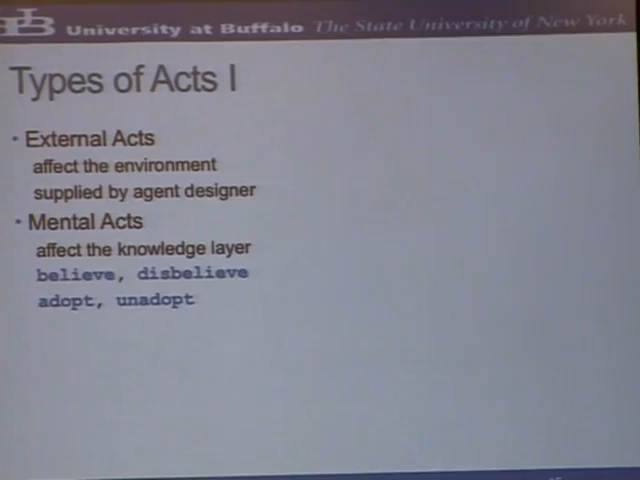 University at Buffalo The State University of New York
Types of Acts I
• External Acts
affect the environment
supplied by agent designer
• Mental Acts
affect the knowledge layer
believe, disbelieve
adopt, unadopt